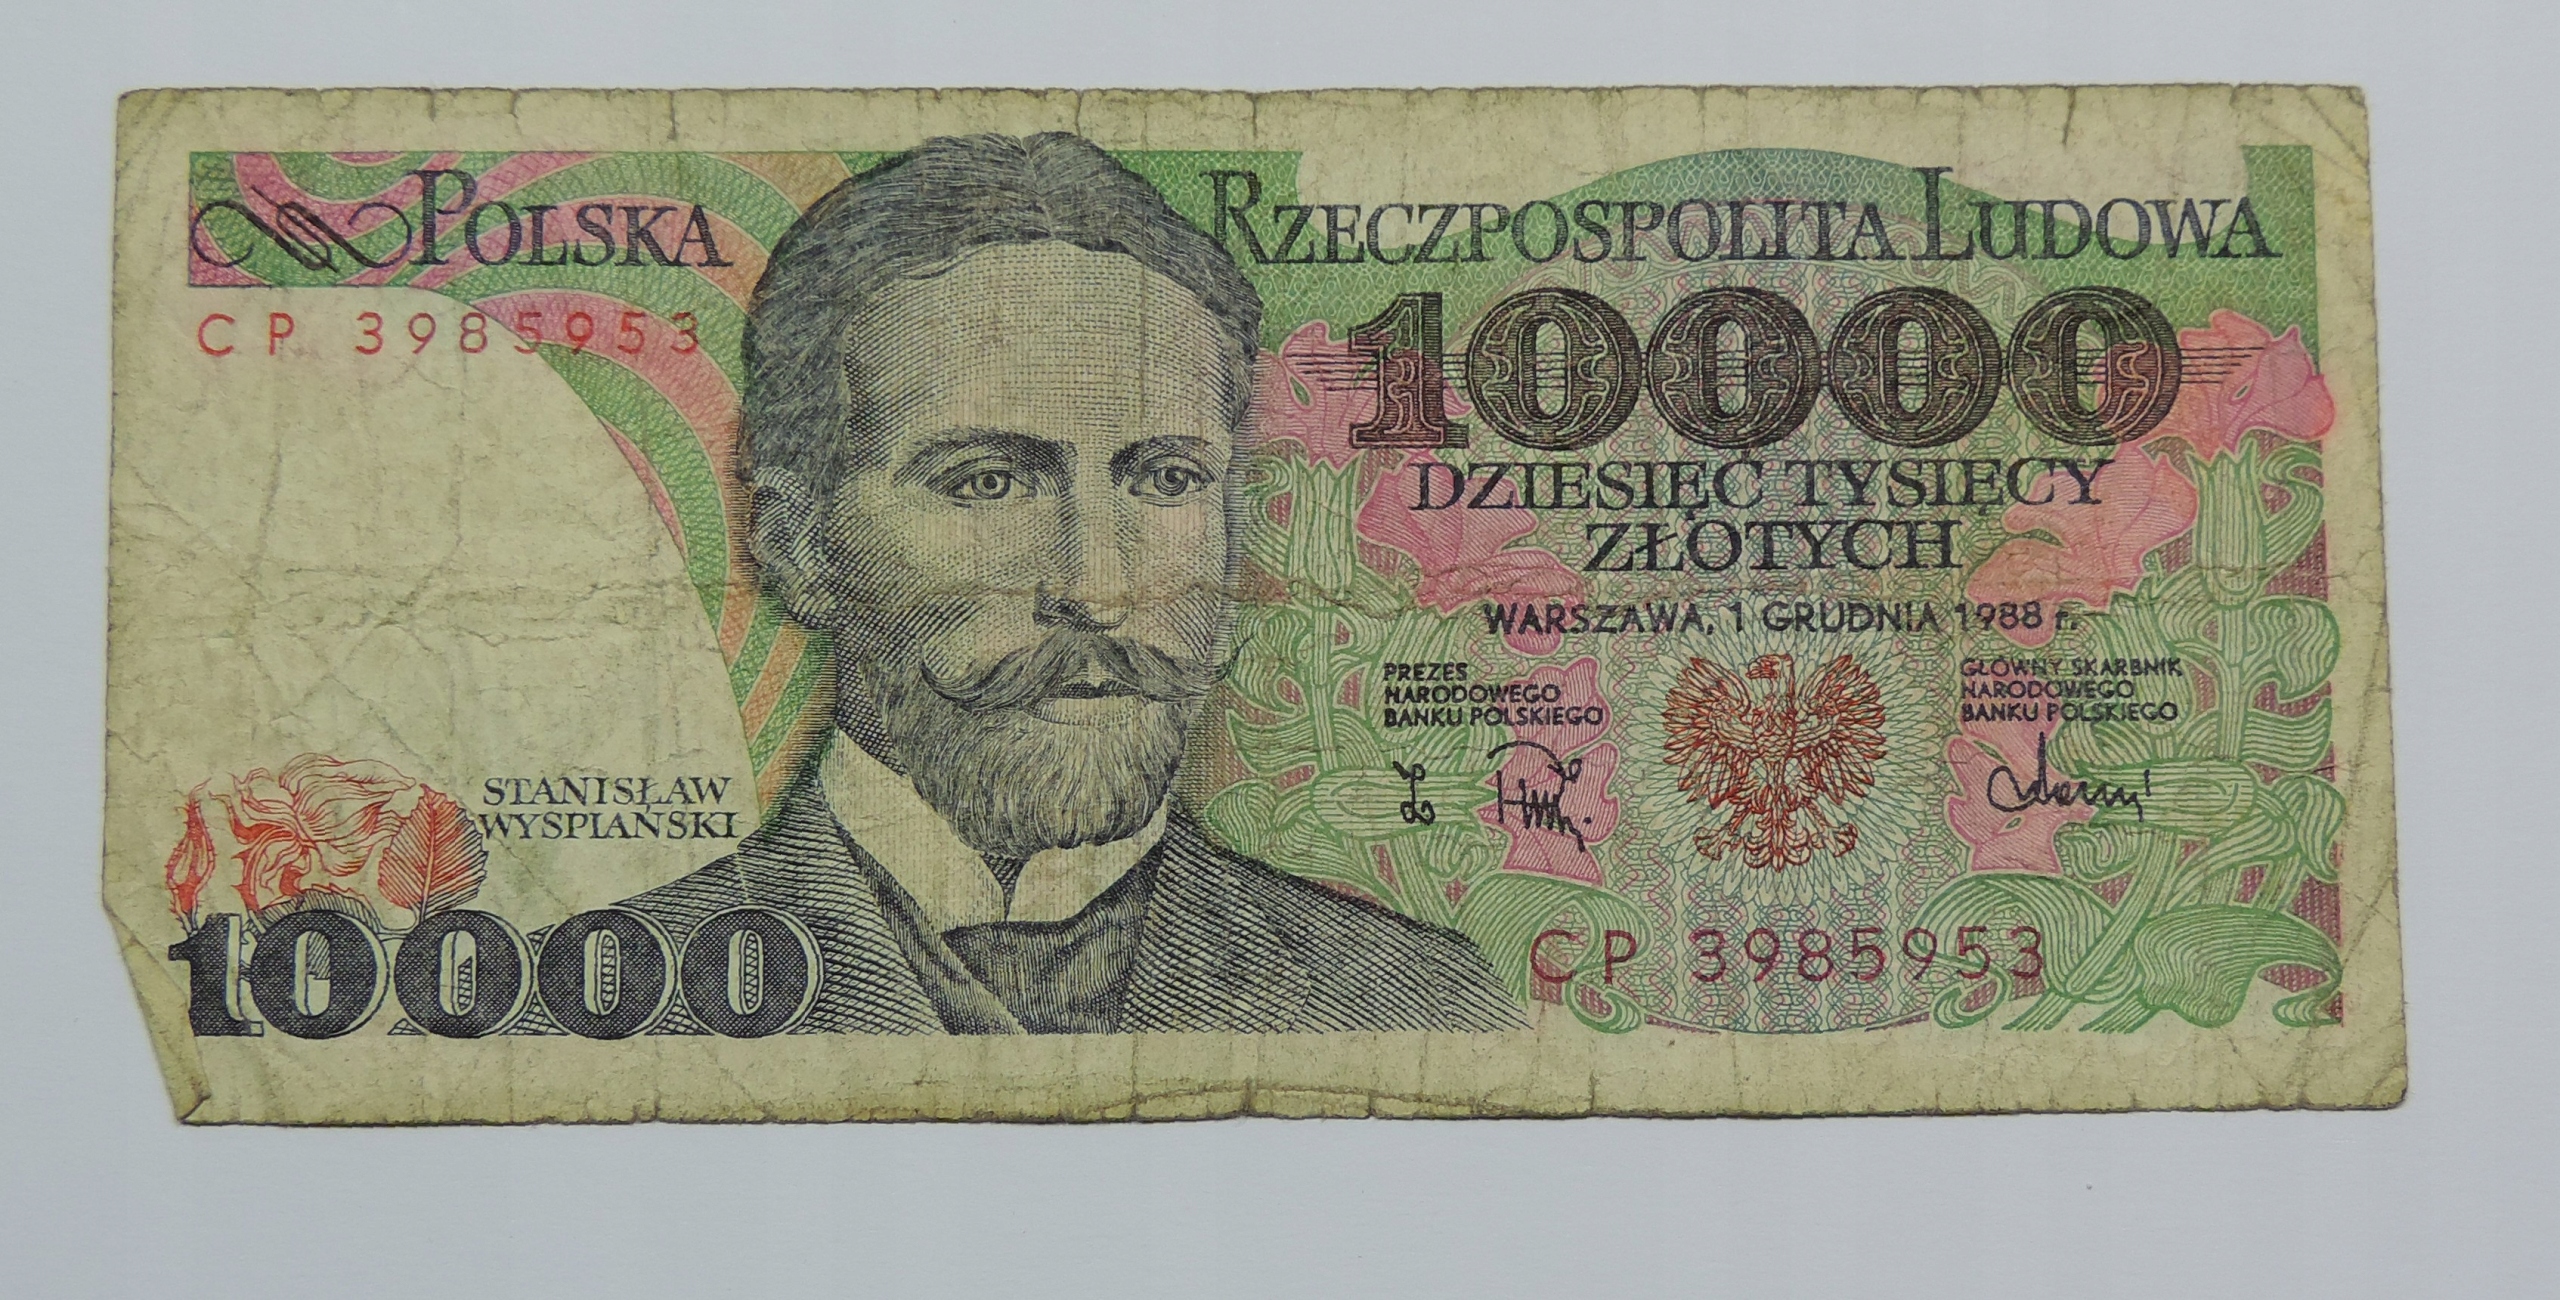 POLSKA RZECZPOSPOLITA LUDOWA
CP 3985953
10000
DZIESIĘĆ TYSIĘCY
ZŁOTYCH
WARSZAWA, 1 GRUDNIA 1988 r.
PREZES
NARODOWEGO
BANKU POLSKIEGO
GŁÓWNY SKARBNIK
NARODOWEGO
BANKU POLSKIEGO
STANISŁAW
WYSPIAŃSKI
10000
CP 3985953